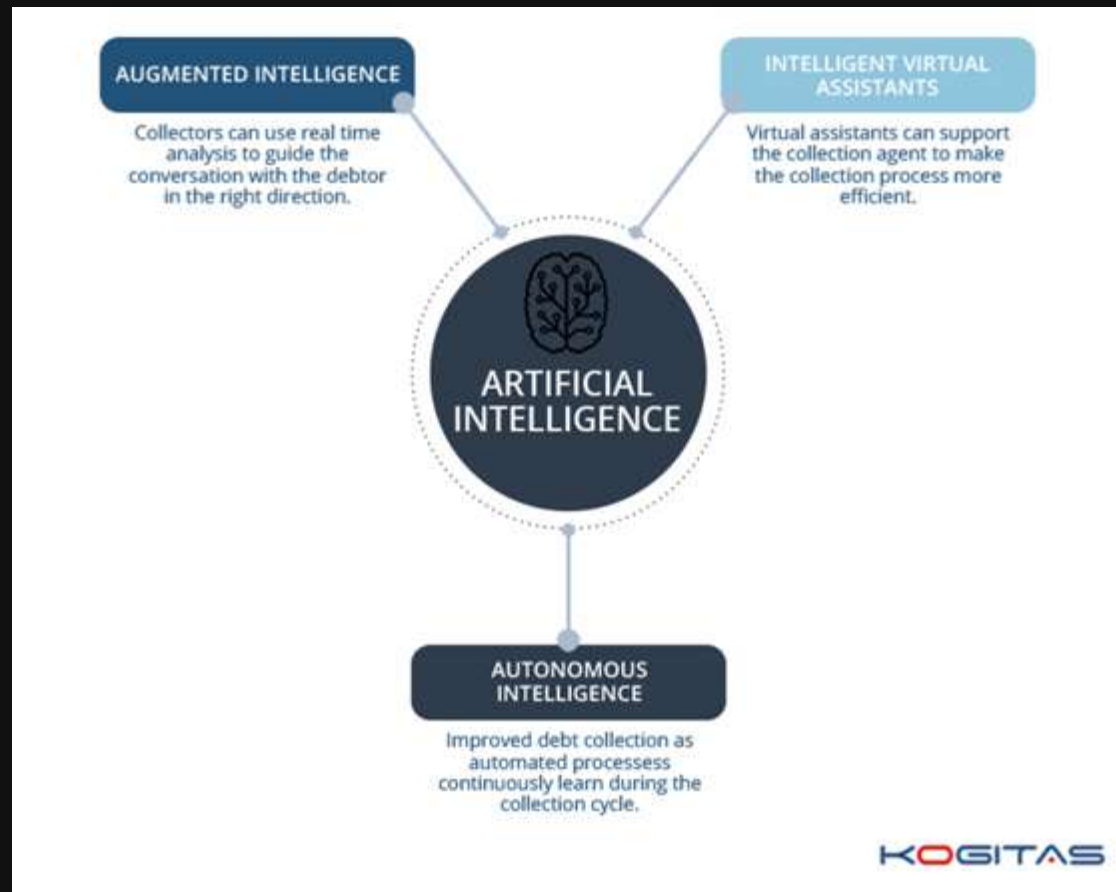 AUGMENTED INTELLIGENCE
Collectors can use real time
analysis to guide the
conversation with the debtor
in the right direction.
INTELLIGENT VIRTUAL
ASSISTANTS
Virtual assistants can support
the collection agent to make
the collection process more
efficient.
ARTIFICIAL
INTELLIGENCE
AUTONOMOUS
INTELLIGENCE
Improved debt collection as
automated processess
continuously learn during the
collection cycle.
KOGITAS